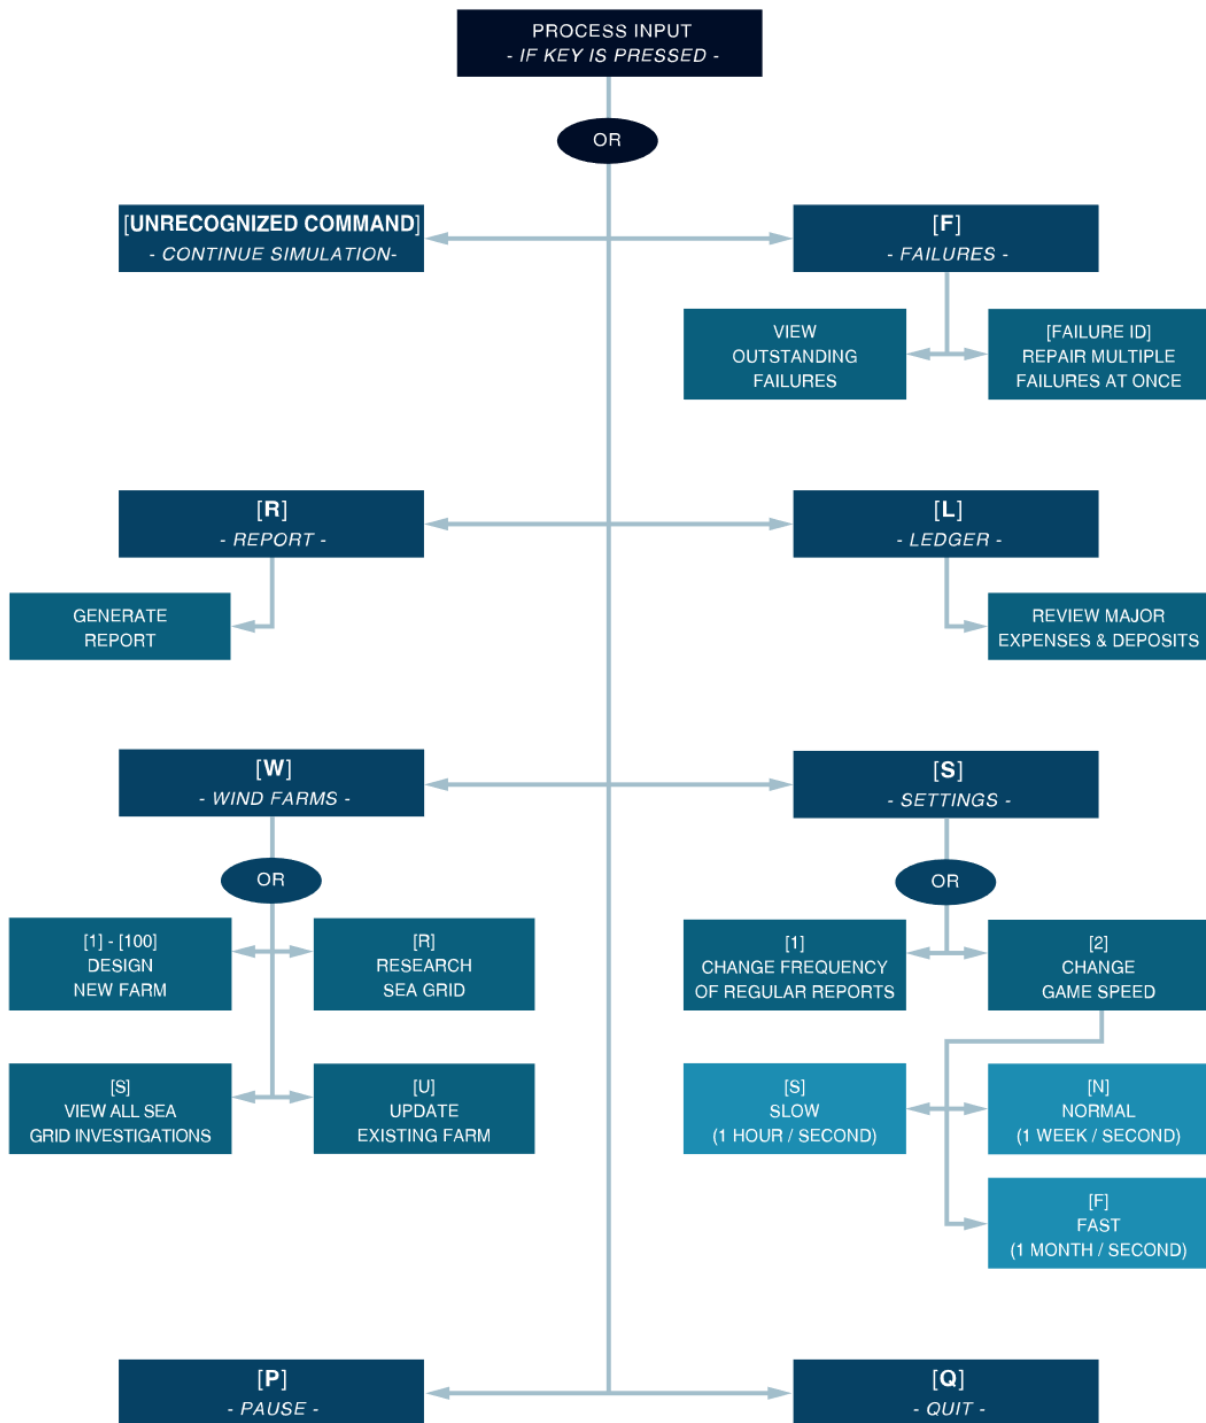 PROCESS INPUT
- IF KEY IS PRESSED -
OR
[UNRECOGNIZED COMMAND]
- CONTINUE SIMULATION-
[F]
- FAILURES -
VIEW
OUTSTANDING
FAILURES
[FAILURE ID]
REPAIR MULTIPLE
FAILURES AT ONCE
[R]
- REPORT -
GENERATE
REPORT
[L]
- LEDGER -
REVIEW MAJOR
EXPENSES & DEPOSITS
[W]
- WIND FARMS -
OR
[1] - [100]
DESIGN
NEW FARM
[R]
RESEARCH
SEA GRID
[S]
VIEW ALL SEA
GRID INVESTIGATIONS
[U]
UPDATE
EXISTING FARM
[S]
- SETTINGS -
OR
[1]
CHANGE FREQUENCY
OF REGULAR REPORTS
[2]
CHANGE
GAME SPEED
[S]
SLOW
(1 HOUR / SECOND)
[N]
NORMAL
(1 WEEK / SECOND)
[F]
FAST
(1 MONTH / SECOND)
[P]
- PAUSE -
[Q]
- QUIT -